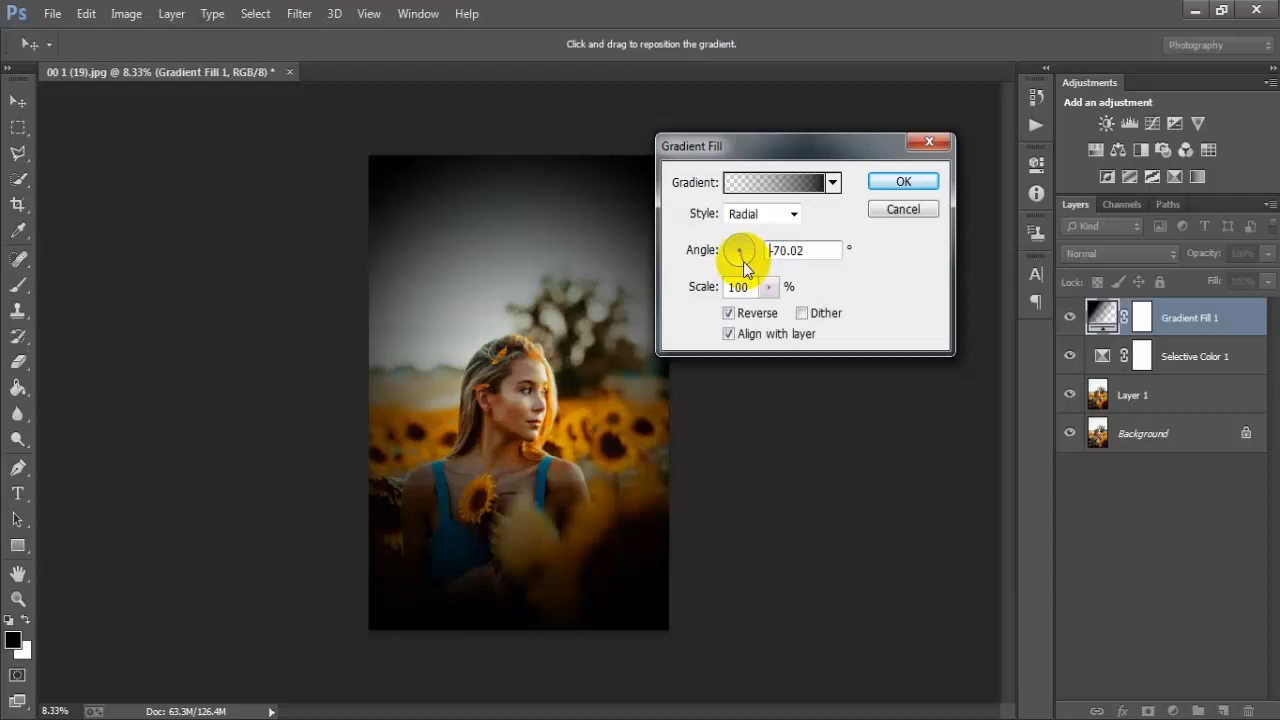 Ps File Edit Image Layer Type Select Filter 3D View Window Help
Click and drag to reposition the gradient.
Photography
00 1 (19).jpg @ 8.33% (Gradient Fill 1, RGB/8) *
Adjustments
Add an adjustment
Gradient Fill
Gradient:
OK
Style: Radial
Cancel
Angle: -70.02 °
Scale: 100 %
Reverse
Dither
Align with layer
Layers Channels Paths
Kind
Normal
Opacity: 100%
Lock:
Fill: 100%
Gradient Fill 1
Selective Color 1
Layer 1
Background
8.33%
Doc: 63.3M/126.4M